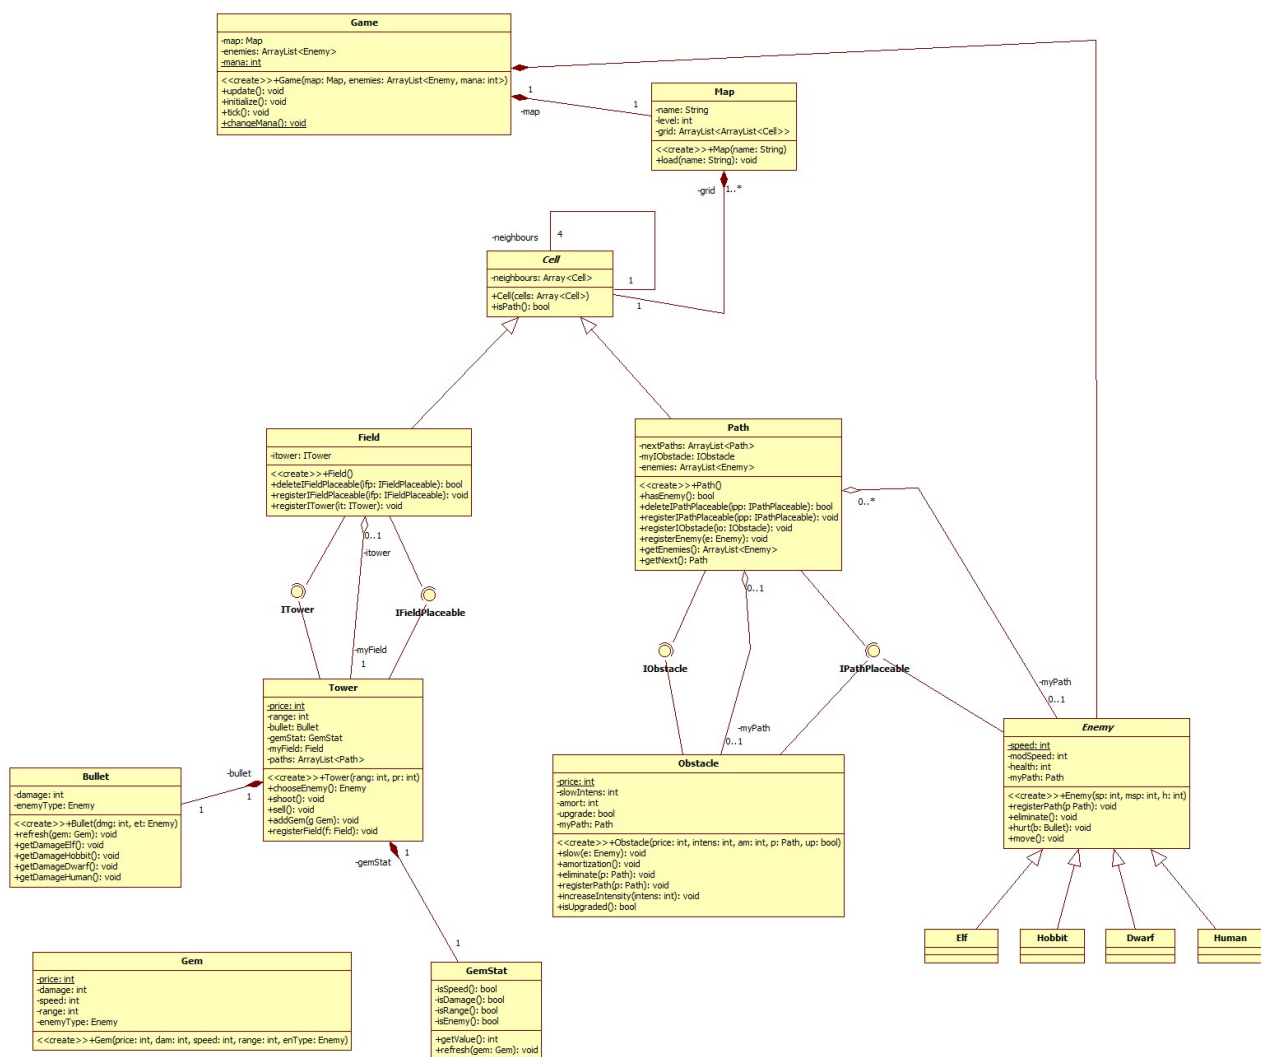 Game
-map: Map
-enemies: ArrayList<Enemy>
-mana: int
<<create>>+Game(map: Map, enemies: ArrayList<Enemy, mana: int>)
+update(): void
+initialize(): void
+tick(): void
+changeMana(): void
1
-map
1
Map
-name: String
-level: int
-grid: ArrayList<ArrayList<Cell>>
<<create>>+Map(name: String)
+load(name: String): void
-grid
1..*
-neighbours
4
Cell
-neighbours: Array<Cell>
+Cell(cells: Array<Cell>)
+isPath(): bool
1
1
Field
-itower: ITower
<<create>>+Field()
+deleteIFieldPlaceable(ifp: IFieldPlaceable): bool
+registerIFieldPlaceable(ifp: IFieldPlaceable): void
+registerITower(it: ITower): void
0..1
-itower
ITower
IFieldPlaceable
-myField
1
Path
-nextPaths: ArrayList<Path>
-myIObstacle: IObstacle
-enemies: ArrayList<Enemy>
<<create>>+Path()
+hasEnemy(): bool
+deleteIPathPlaceable(ipp: IPathPlaceable): bool
+registerIPathPlaceable(ipp: IPathPlaceable): void
+registerIObstacle(io: IObstacle): void
+registerEnemy(e: Enemy): void
+getEnemies(): ArrayList<Enemy>
+getNext(): Path
0..*
0..1
IObstacle
IPathPlaceable
-myPath
0..1
-myPath
0..1
Tower
-price: int
-range: int
-bullet: Bullet
-gemStat: GemStat
-myField: Field
-paths: ArrayList<Path>
<<create>>+Tower(rang: int, pr: int)
+chooseEnemy(): Enemy
+shoot(): void
+sell(): void
+addGem(g Gem): void
+registerField(f: Field): void
-bullet
1
1
Bullet
-damage: int
-enemyType: Enemy
<<create>>+Bullet(dmg: int, et: Enemy)
+refresh(gem: Gem): void
+getDamageElf(): void
+getDamageHobbit(): void
+getDamageDwarf(): void
+getDamageHuman(): void
1
-gemStat
1
Obstacle
-price: int
-slowIntens: int
-amort: int
-upgrade: bool
-myPath: Path
<<create>>+Obstacle(price: int, intens: int, am: int, p: Path, up: bool)
+slow(e: Enemy): void
+amortization(): void
+eliminate(p: Path): void
+registerPath(p: Path): void
+increaseIntensity(intens: int): void
+isUpgraded(): bool
Enemy
-speed: int
-modSpeed: int
-health: int
-myPath: Path
<<create>>+Enemy(sp: int, msp: int, h: int)
+registerPath(p Path): void
+eliminate(): void
+hurt(b: Bullet): void
+move(): void
Elf
Hobbit
Dwarf
Human
Gem
-price: int
-damage: int
-speed: int
-range: int
-enemyType: Enemy
<<create>>+Gem(price: int, dam: int, speed: int, range: int, enType: Enemy)
GemStat
-isSpeed(): bool
-isDamage(): bool
-isRange(): bool
-isEnemy(): bool
+getValue(): int
+refresh(gem: Gem): void